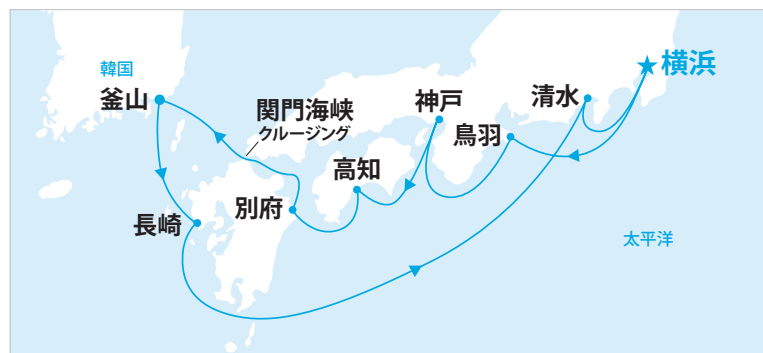 韓国
釜山
関門海峡
クルージング
神戸
清水
★横浜
鳥羽
高知
別府
長崎
太平洋